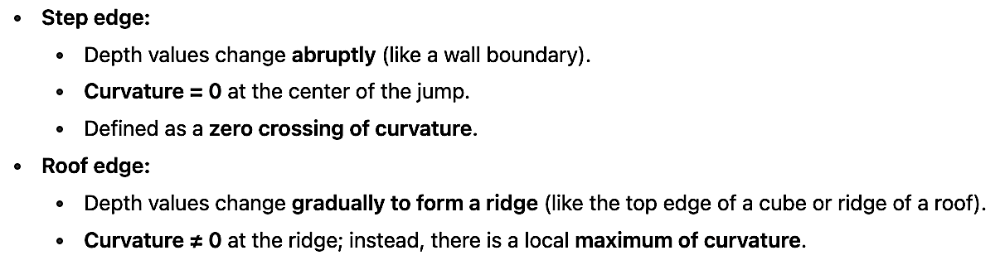 • Step edge:
• Depth values change abruptly (like a wall boundary).
• Curvature = 0 at the center of the jump.
• Defined as a zero crossing of curvature.
• Roof edge:
• Depth values change gradually to form a ridge (like the top edge of a cube or ridge of a roof).
• Curvature ≠ 0 at the ridge; instead, there is a local maximum of curvature.